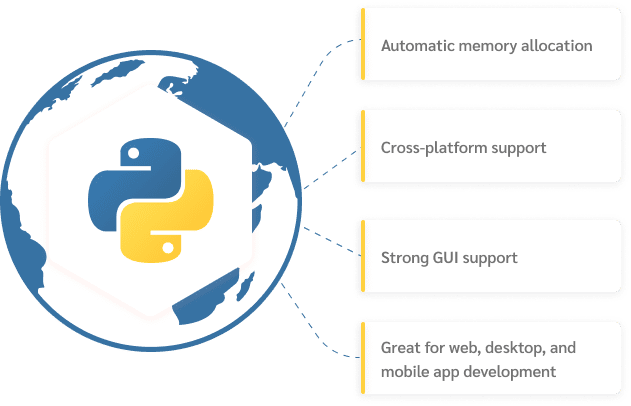 Automatic memory allocation
Cross-platform support
Strong GUI support
Great for web, desktop, and
mobile app development